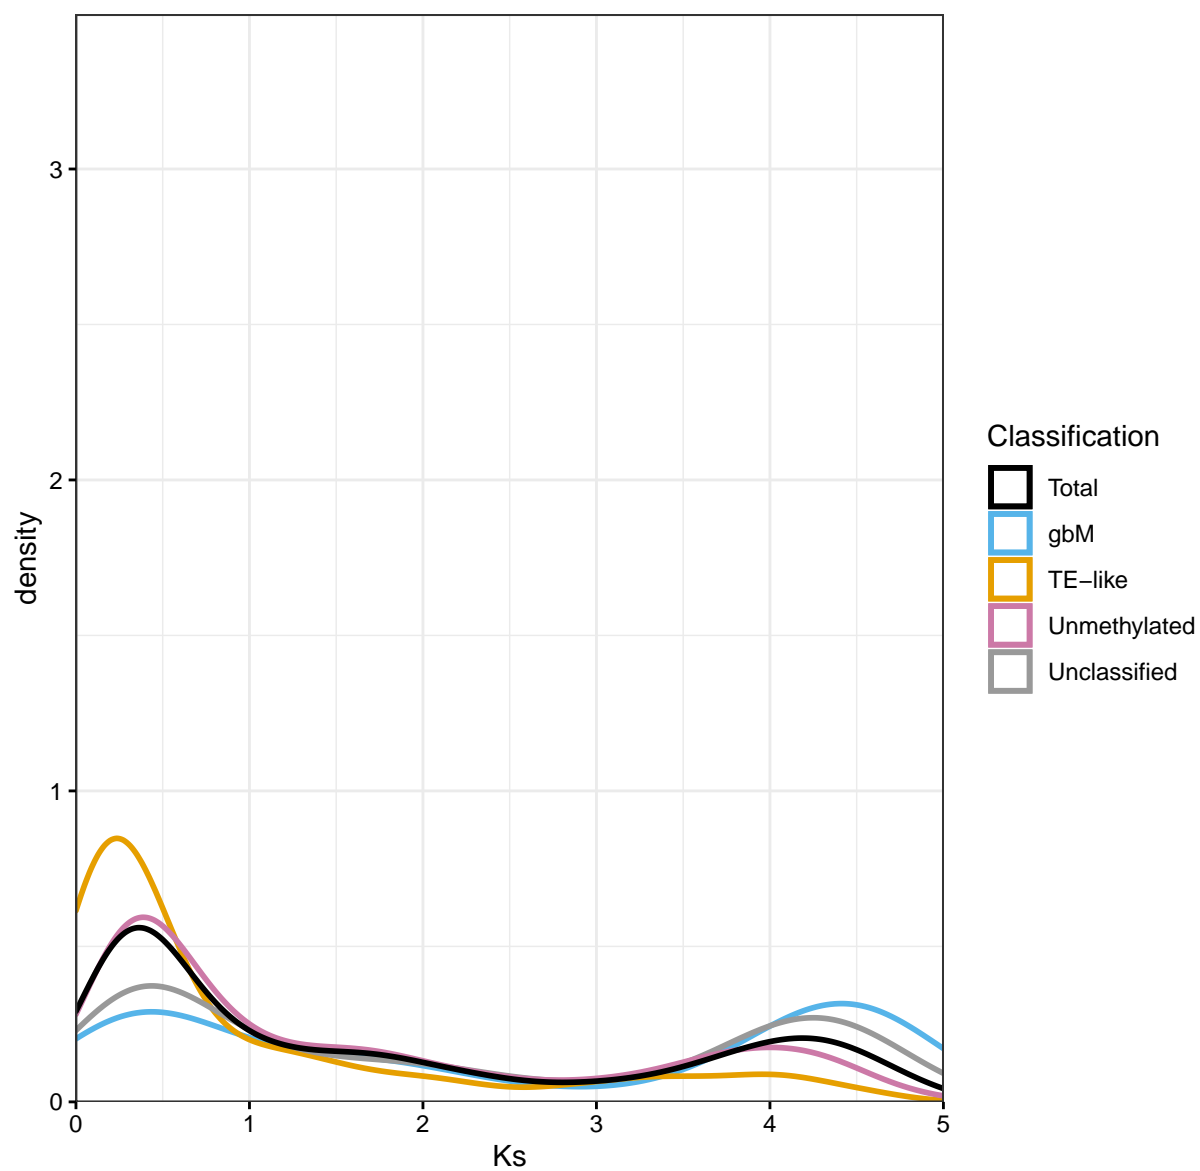 3
2
1
0
0 1 2 3 4 5
Ks
density
Classification
Total
gbM
TE−like
Unmethylated
Unclassified